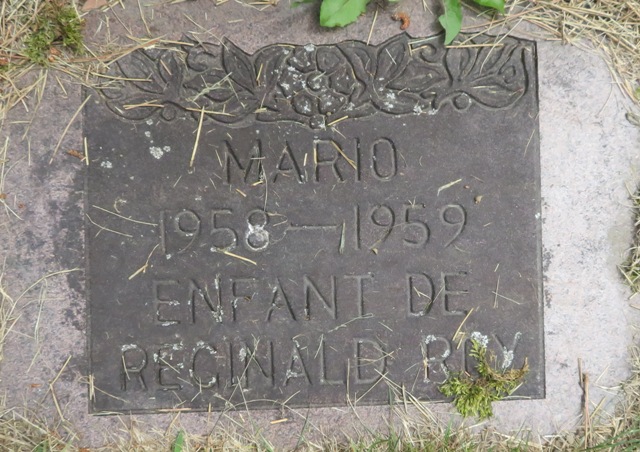 MARIO
1958 — 1959
ENFANT DE
REGINALD ROY